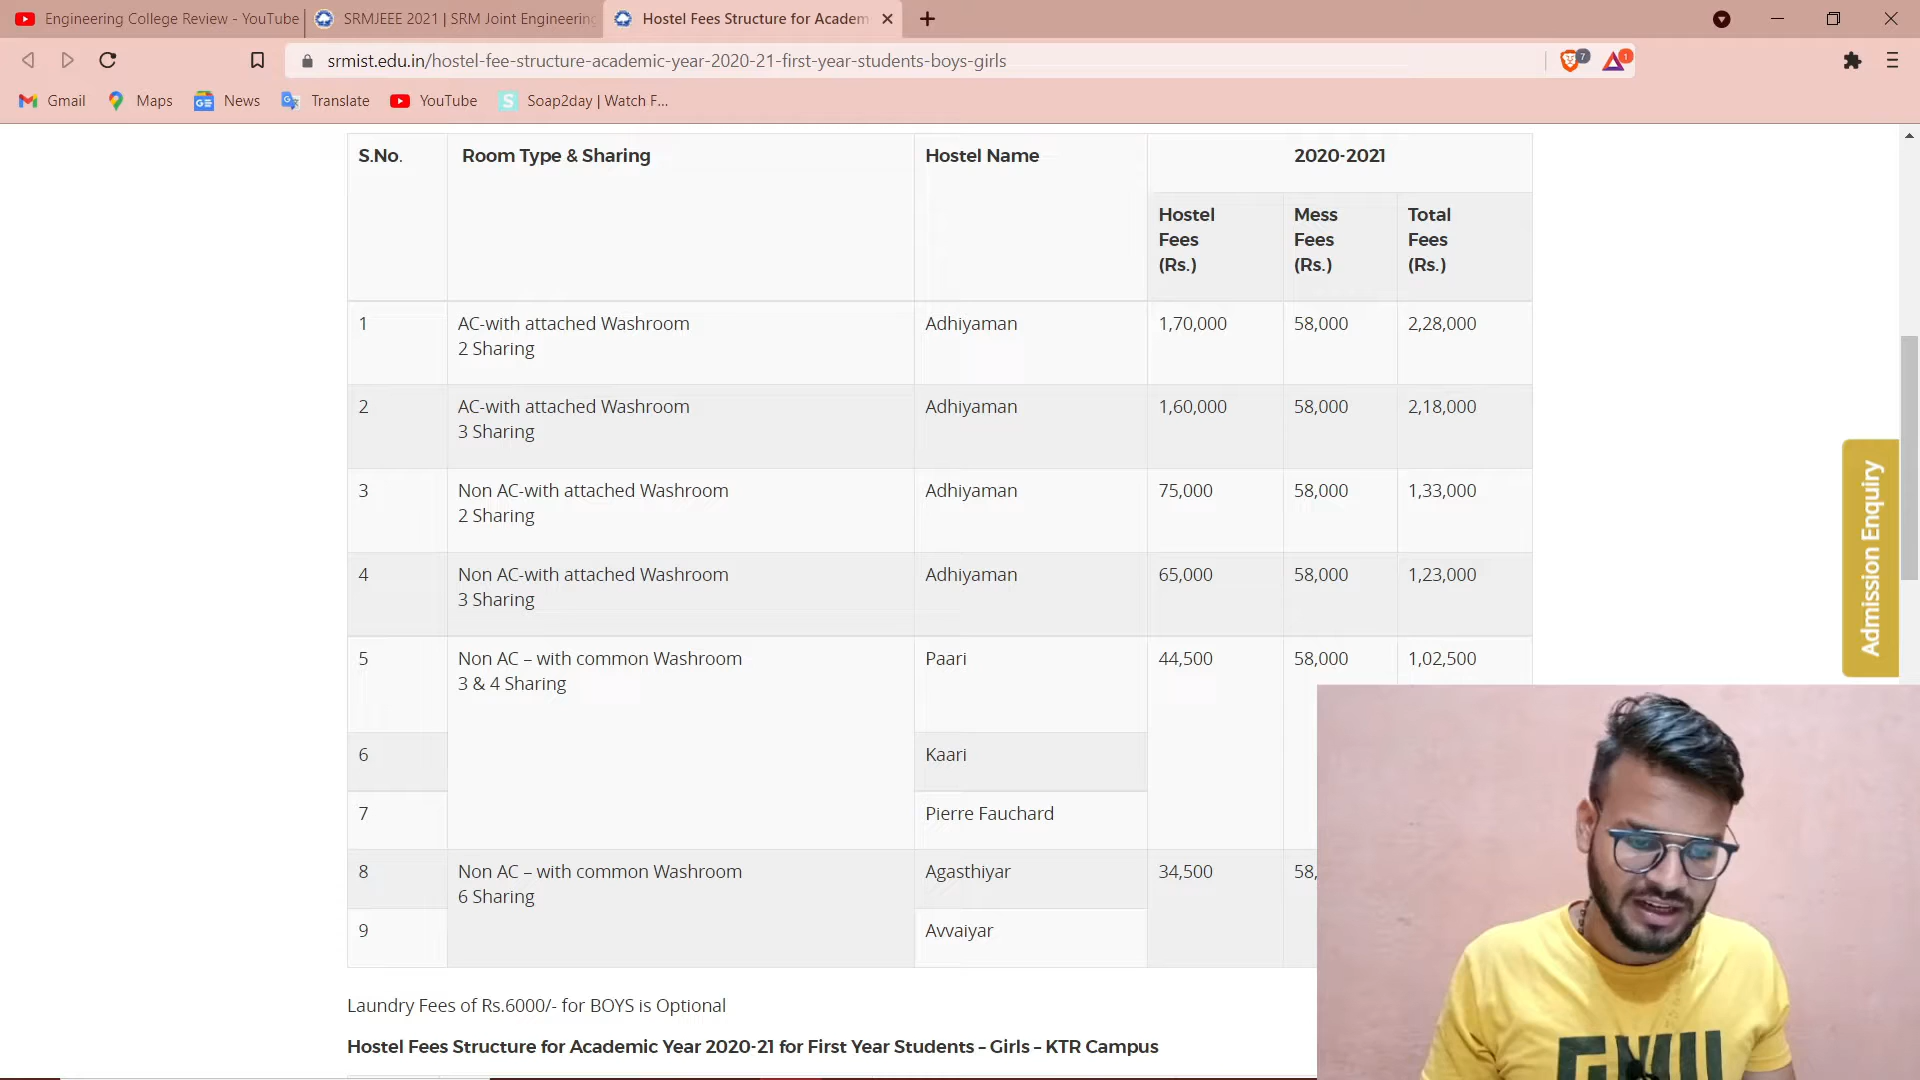 Engineering College Review - YouTube
SRMJEEE 2021 | SRM Joint Engineering
Hostel Fees Structure for Academ
srmist.edu.in/hostel-fee-structure-academic-year-2020-21-first-year-students-boys-girls
7
1
Gmail
Maps
News
Translate
YouTube
S
Soap2day | Watch F...
S.No.
Room Type & Sharing
Hostel Name
2020-2021
Hostel
Fees
(Rs.)
Mess
Fees
(Rs.)
Total
Fees
(Rs.)
1
AC-with attached Washroom
2 Sharing
Adhiyaman
1,70,000
58,000
2,28,000
2
AC-with attached Washroom
3 Sharing
Adhiyaman
1,60,000
58,000
2,18,000
3
Non AC-with attached Washroom
2 Sharing
Adhiyaman
75,000
58,000
1,33,000
4
Non AC-with attached Washroom
3 Sharing
Adhiyaman
65,000
58,000
1,23,000
5
Non AC – with common Washroom
3 & 4 Sharing
Paari
44,500
58,000
1,02,500
6
Kaari
7
Pierre Fauchard
8
Non AC – with common Washroom
6 Sharing
Agasthiyar
34,500
58,
9
Avvaiyar
Laundry Fees of Rs.6000/- for BOYS is Optional
Hostel Fees Structure for Academic Year 2020-21 for First Year Students – Girls – KTR Campus
Admission Enquiry